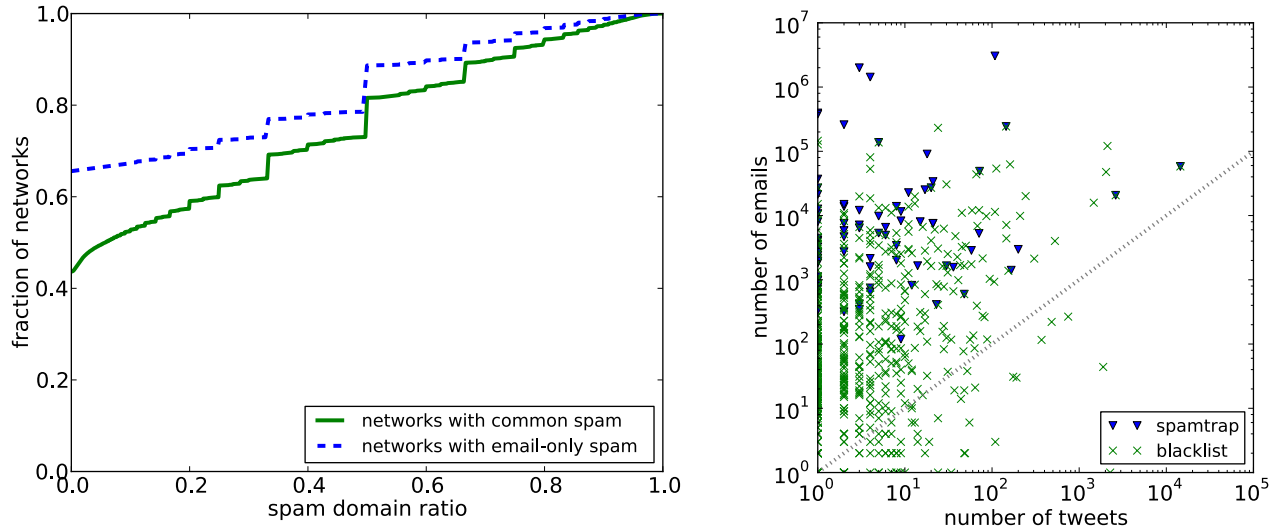 1.0
0.8
0.6
0.4
0.2
0.0
fraction of networks
networks with common spam
networks with email-only spam
0.0 0.2 0.4 0.6 0.8 1.0
spam domain ratio
10^7
10^6
10^5
10^4
10^3
10^2
10^1
10^0
number of emails
spamtrap
blacklist
10^0 10^1 10^2 10^3 10^4 10^5
number of tweets